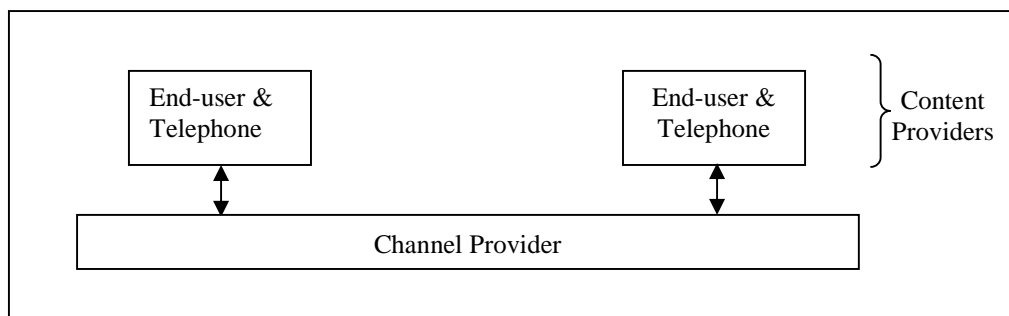 End-user &
Telephone
End-user &
Telephone
Content
Providers
Channel Provider